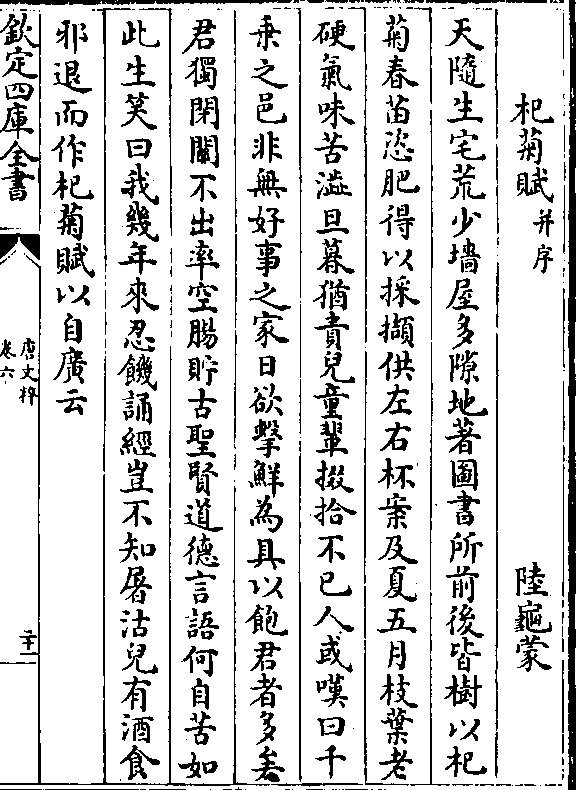 杞菊賦并序　陸龜蒙
天隨生宅荒少墻屋多隙地著圖書所前後皆樹以杞
菊春苗恣肥得以採擷供左右杯案及夏五月枝葉老
硬氣味苦澁旦暮猶責兒童輩掇拾不已人或嘆曰千
乗之邑非無好事之家日欲擊鮮為具以飽君者多矣
君獨閉關不出率空腸貯古聖賢道德言語何自苦如
此生笑曰我幾年來忍饑誦經豈不知屠沽兒有酒食
邪退而作杞菊賦以自廣云
欽定四庫全書
唐文粹
卷六
二十